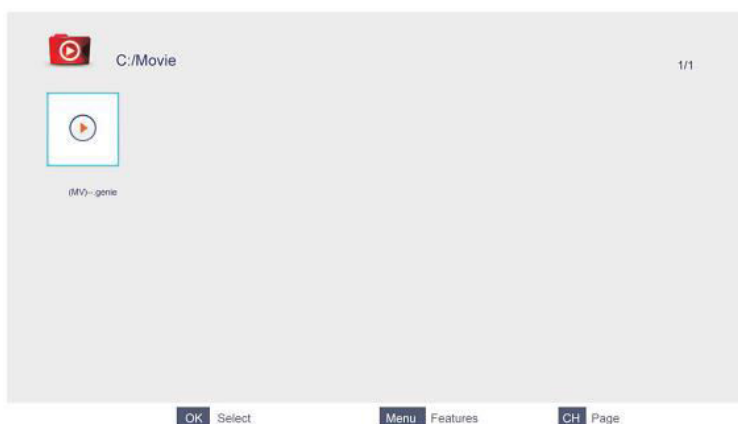 C:/Movie
1/1
(MV)--.genie
OK Select
Menu Features
CH Page